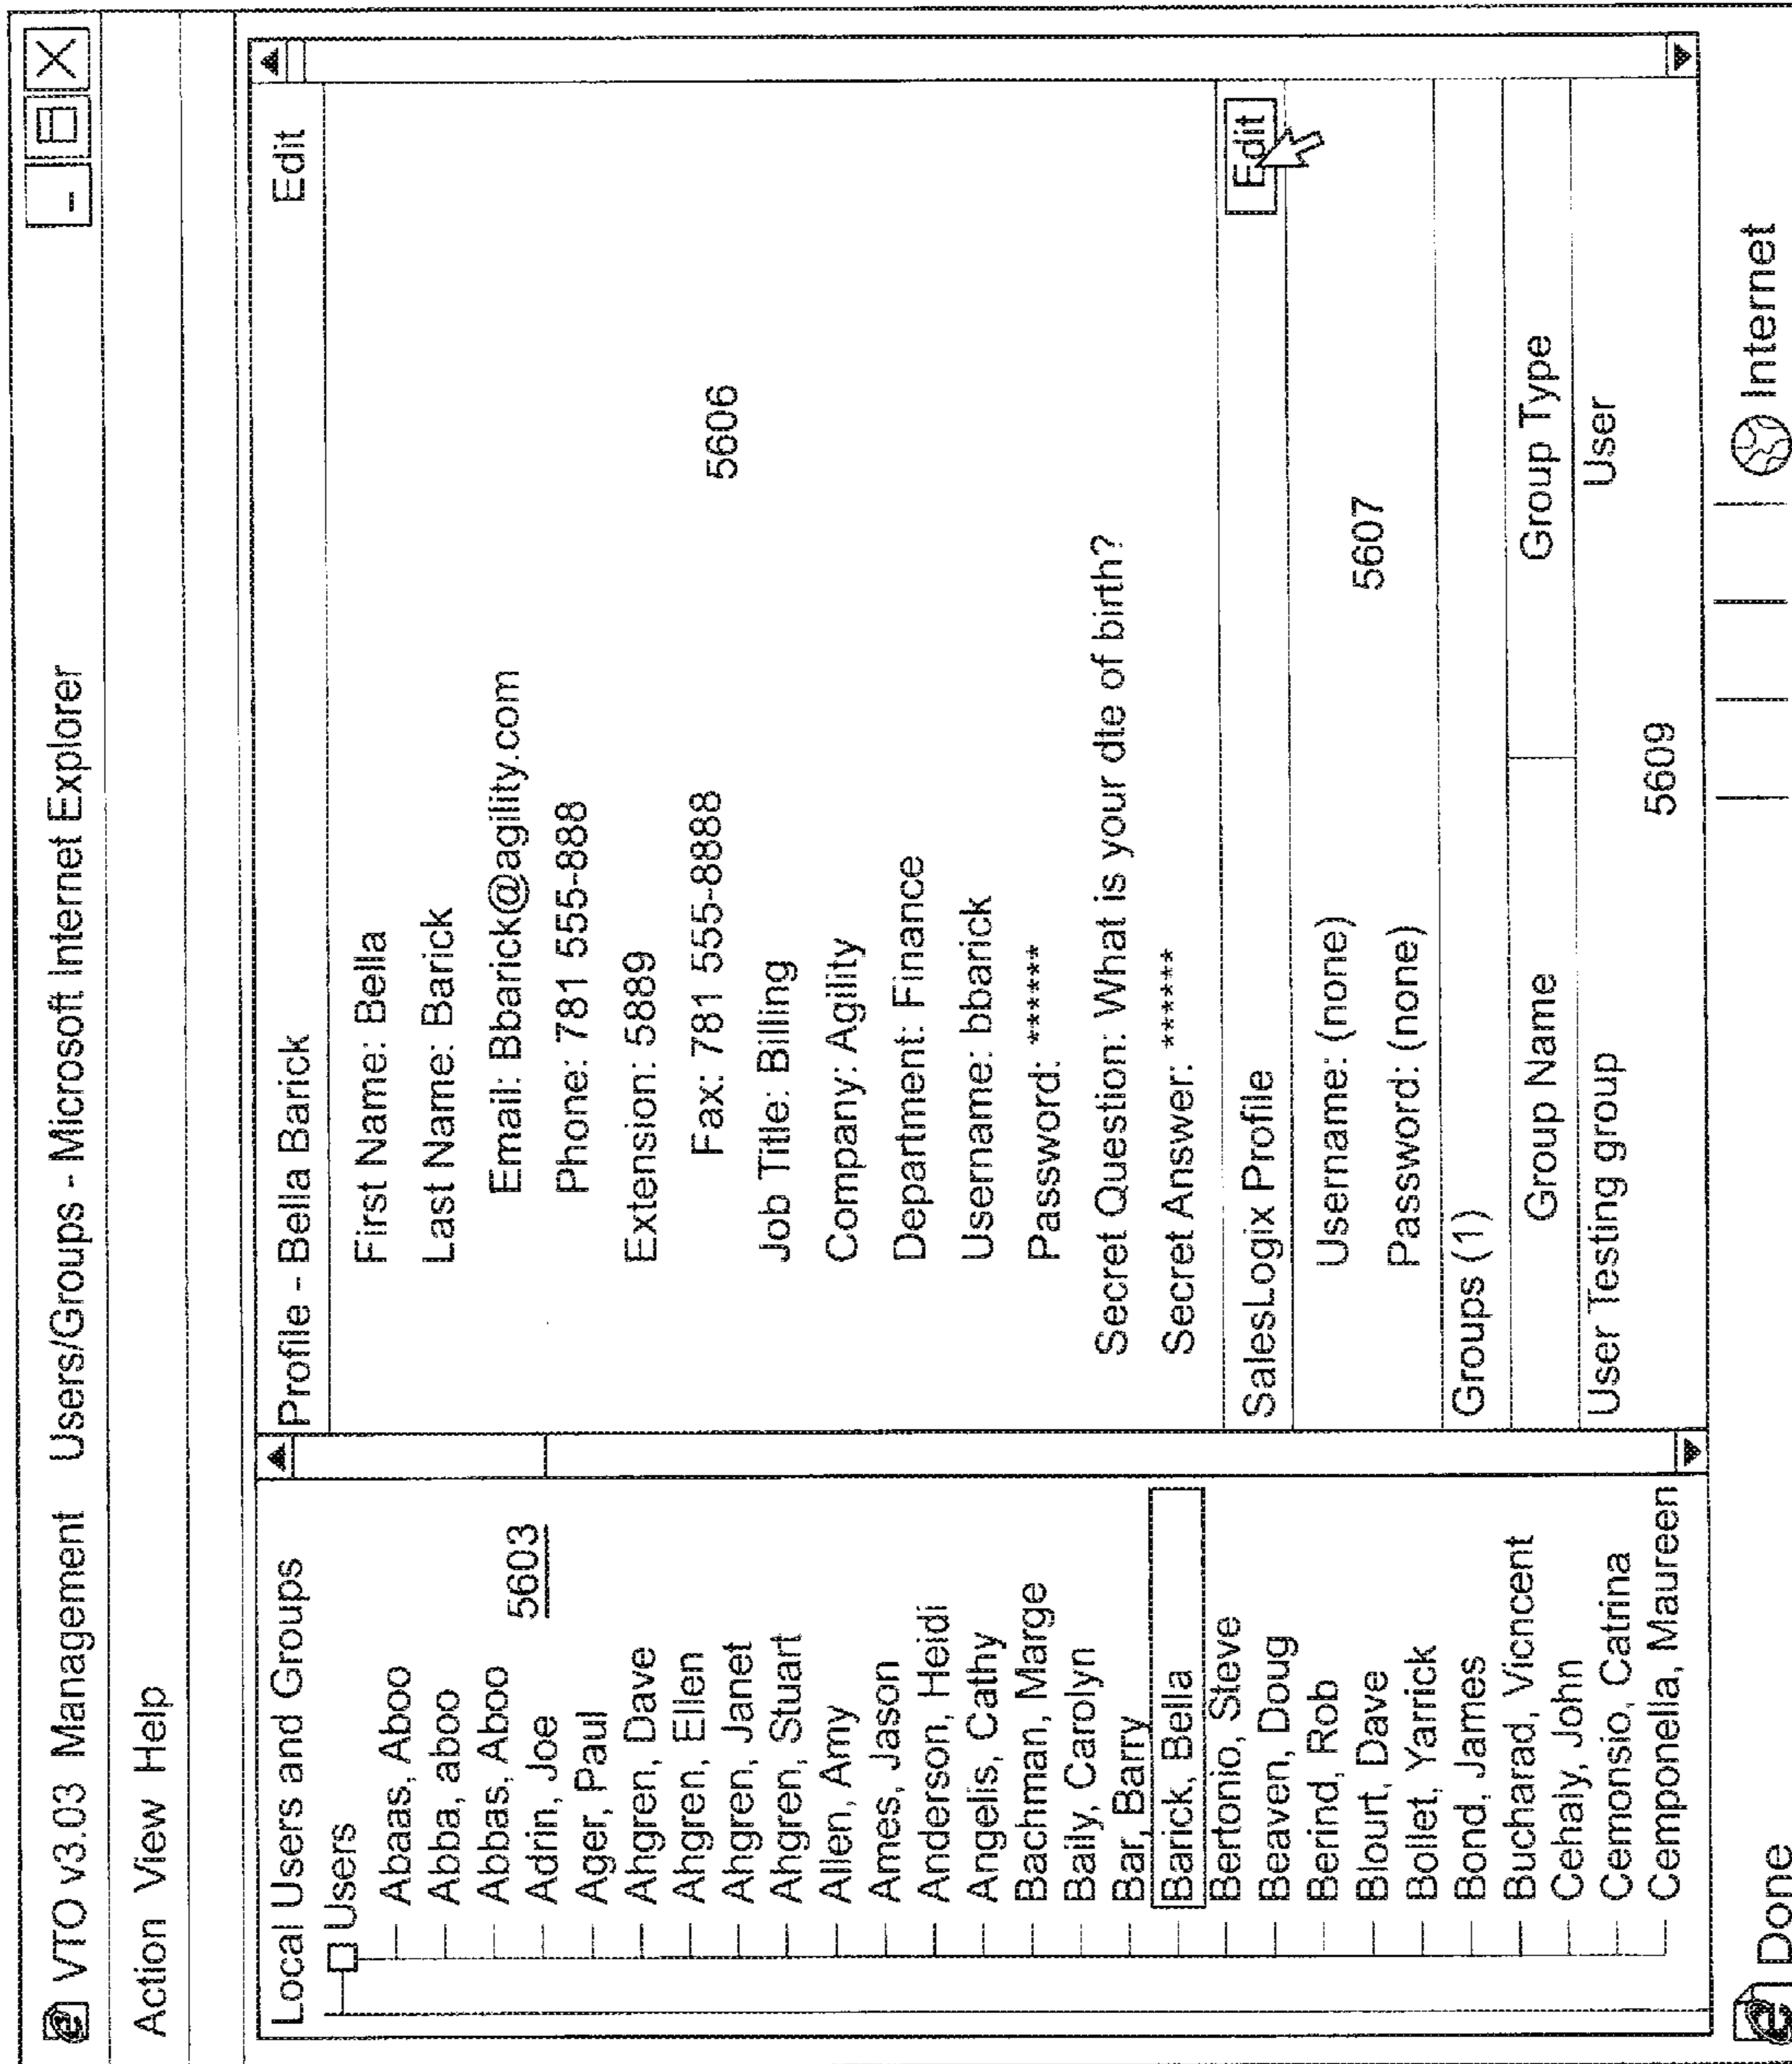 VTO v3.03 Management Users/Groups - Microsoft Internet Explorer
Action View Help
Local Users and Groups
Users
Abaas, Aboo
Abba, aboo
Abbas, Aboo
5603
Adrin, Joe
Ager, Paul
Ahgren, Dave
Ahgren, Ellen
Ahgren, Janet
Ahgren, Stuart
Allen, Amy
Ames, Jason
Anderson, Heidi
Angelis, Cathy
Bachman, Marge
Baily, Carolyn
Bar, Barry
Barick, Bella
Bertonio, Steve
Beaven, Doug
Berind, Rob
Blourt, Dave
Bollet, Yarrick
Bond, James
Bucharad, Vicncent
Cehaly, John
Cemonsio, Catrina
Cemponella, Maureen
Profile - Bella Barick Edit
First Name: Bella
Last Name: Barick
Email: Bbarick@agility.com
Phone: 781 555-888
Extension: 5889
Fax: 781 555-8888
5606
Job Title: Billing
Company: Agility
Department: Finance
Username: bbarick
Password: ******
Secret Question: What is your dte of birth?
Secret Answer: ******
SalesLogix Profile Edit
Username: (none)
5607
Password: (none)
Groups (1)
Group Name Group Type
User Testing group User
5609
Done Internet